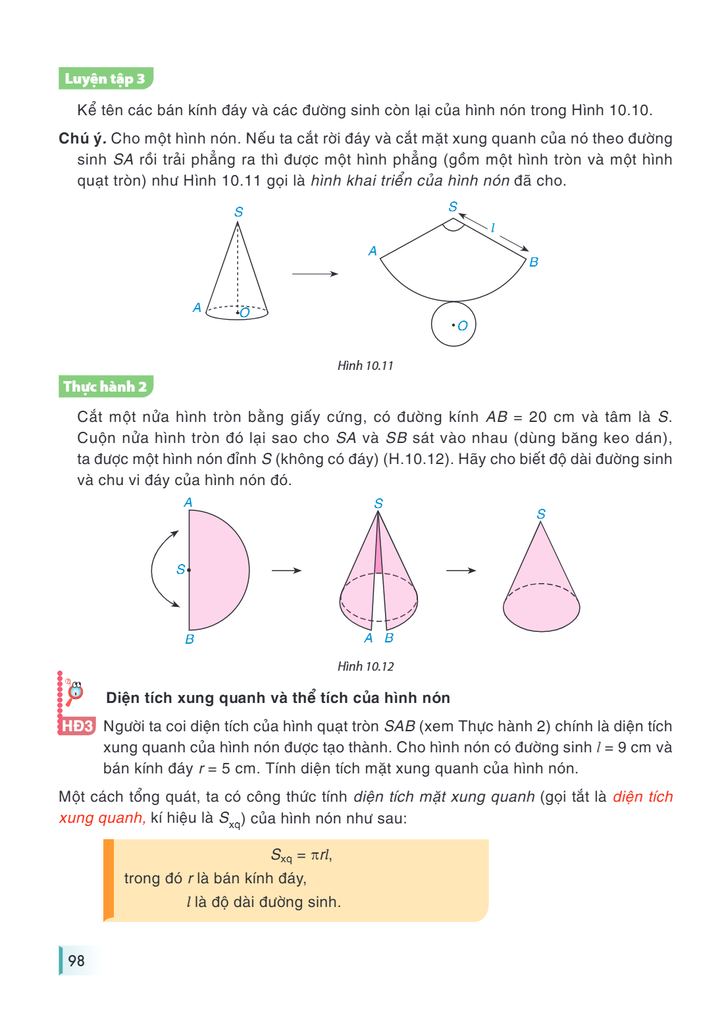 Luyện tập 3
Kể tên các bán kính đáy và các đường sinh còn lại của hình nón trong Hình 10.10.
Chú ý. Cho một hình nón. Nếu ta cắt rời đáy và cắt mặt xung quanh của nó theo đường
sinh SA rồi trải phẳng ra thì được một hình phẳng (gồm một hình tròn và một hình
quạt tròn) như Hình 10.11 gọi là hình khai triển của hình nón đã cho.
S
A
O
S
l
A
B
O
Hình 10.11
Thực hành 2
Cắt một nửa hình tròn bằng giấy cứng, có đường kính AB = 20 cm và tâm là S.
Cuộn nửa hình tròn đó lại sao cho SA và SB sát vào nhau (dùng băng keo dán),
ta được một hình nón đỉnh S (không có đáy) (H.10.12). Hãy cho biết độ dài đường sinh
và chu vi đáy của hình nón đó.
A
S
B
S
A B
S
Hình 10.12
Diện tích xung quanh và thể tích của hình nón
HĐ3 Người ta coi diện tích của hình quạt tròn SAB (xem Thực hành 2) chính là diện tích
xung quanh của hình nón được tạo thành. Cho hình nón có đường sinh l = 9 cm và
bán kính đáy r = 5 cm. Tính diện tích mặt xung quanh của hình nón.
Một cách tổng quát, ta có công thức tính diện tích mặt xung quanh (gọi tắt là diện tích
xung quanh, kí hiệu là Sxq) của hình nón như sau:
Sxq = πrl,
trong đó r là bán kính đáy,
l là độ dài đường sinh.
98